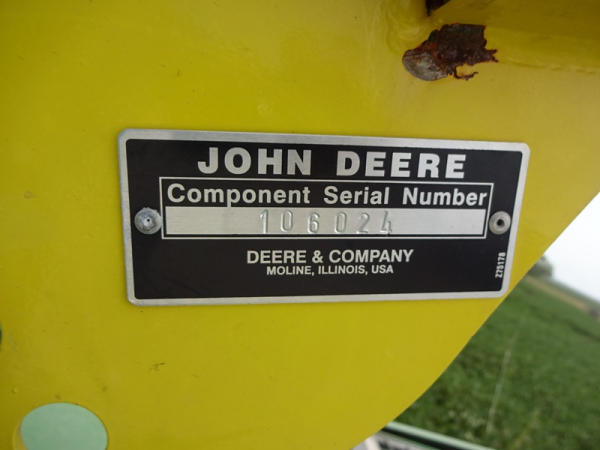 JOHN DEERE
Component Serial Number
106024
DEERE & COMPANY
MOLINE, ILLINOIS, USA
Z75178